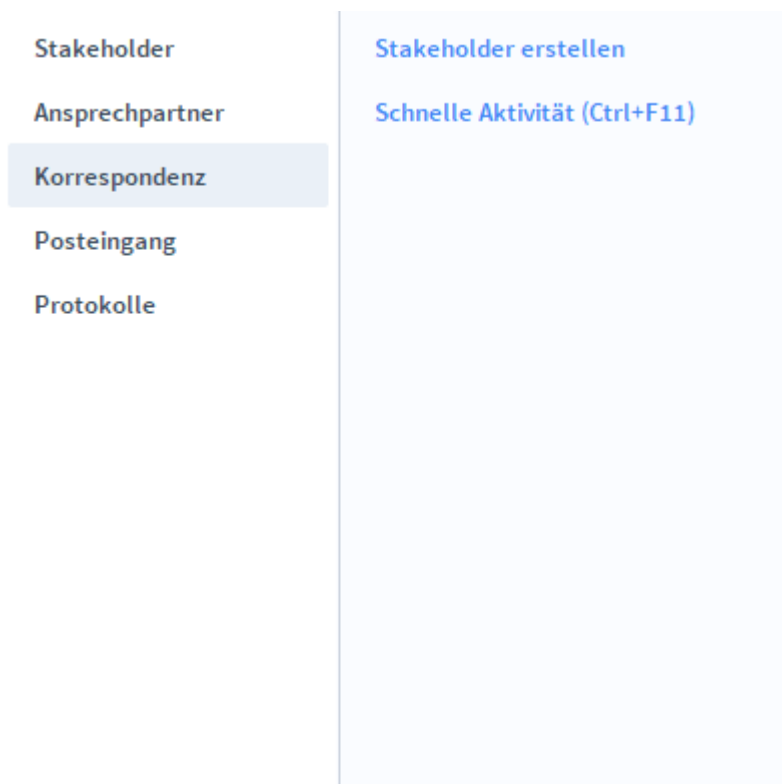 Stakeholder
Ansprechpartner
Korrespondenz
Posteingang
Protokolle
Stakeholder erstellen
Schnelle Aktivität (Ctrl+F11)